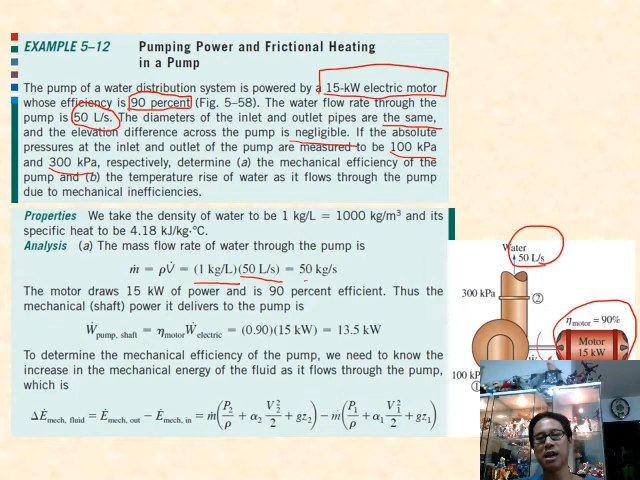 EXAMPLE 5–12 Pumping Power and Frictional Heating
in a Pump
The pump of a water distribution system is powered by a 15-kW electric motor
whose efficiency is 90 percent (Fig. 5–58). The water flow rate through the
pump is 50 L/s. The diameters of the inlet and outlet pipes are the same,
and the elevation difference across the pump is negligible. If the absolute
pressures at the inlet and outlet of the pump are measured to be 100 kPa
and 300 kPa, respectively, determine (a) the mechanical efficiency of the
pump and (b) the temperature rise of water as it flows through the pump
due to mechanical inefficiencies.
Properties We take the density of water to be 1 kg/L = 1000 kg/m³ and its
specific heat to be 4.18 kJ/kg·°C.
Analysis (a) The mass flow rate of water through the pump is
ṁ = ρV̇ = (1 kg/L)(50 L/s) = 50 kg/s
The motor draws 15 kW of power and is 90 percent efficient. Thus the
mechanical (shaft) power it delivers to the pump is
Ẇpump, shaft = ηmotorẆelectric = (0.90)(15 kW) = 13.5 kW
To determine the mechanical efficiency of the pump, we need to know the
increase in the mechanical energy of the fluid as it flows through the pump,
which is
ΔĖmech, fluid = Ėmech, out − Ėmech, in = ṁ(P₂/ρ + α₂ V₂²/2 + gz₂) − ṁ(P₁/ρ + α₁ V₁²/2 + gz₁)
Water
50 L/s
300 kPa
②
ηmotor = 90%
Motor
15 kW
100 k
①